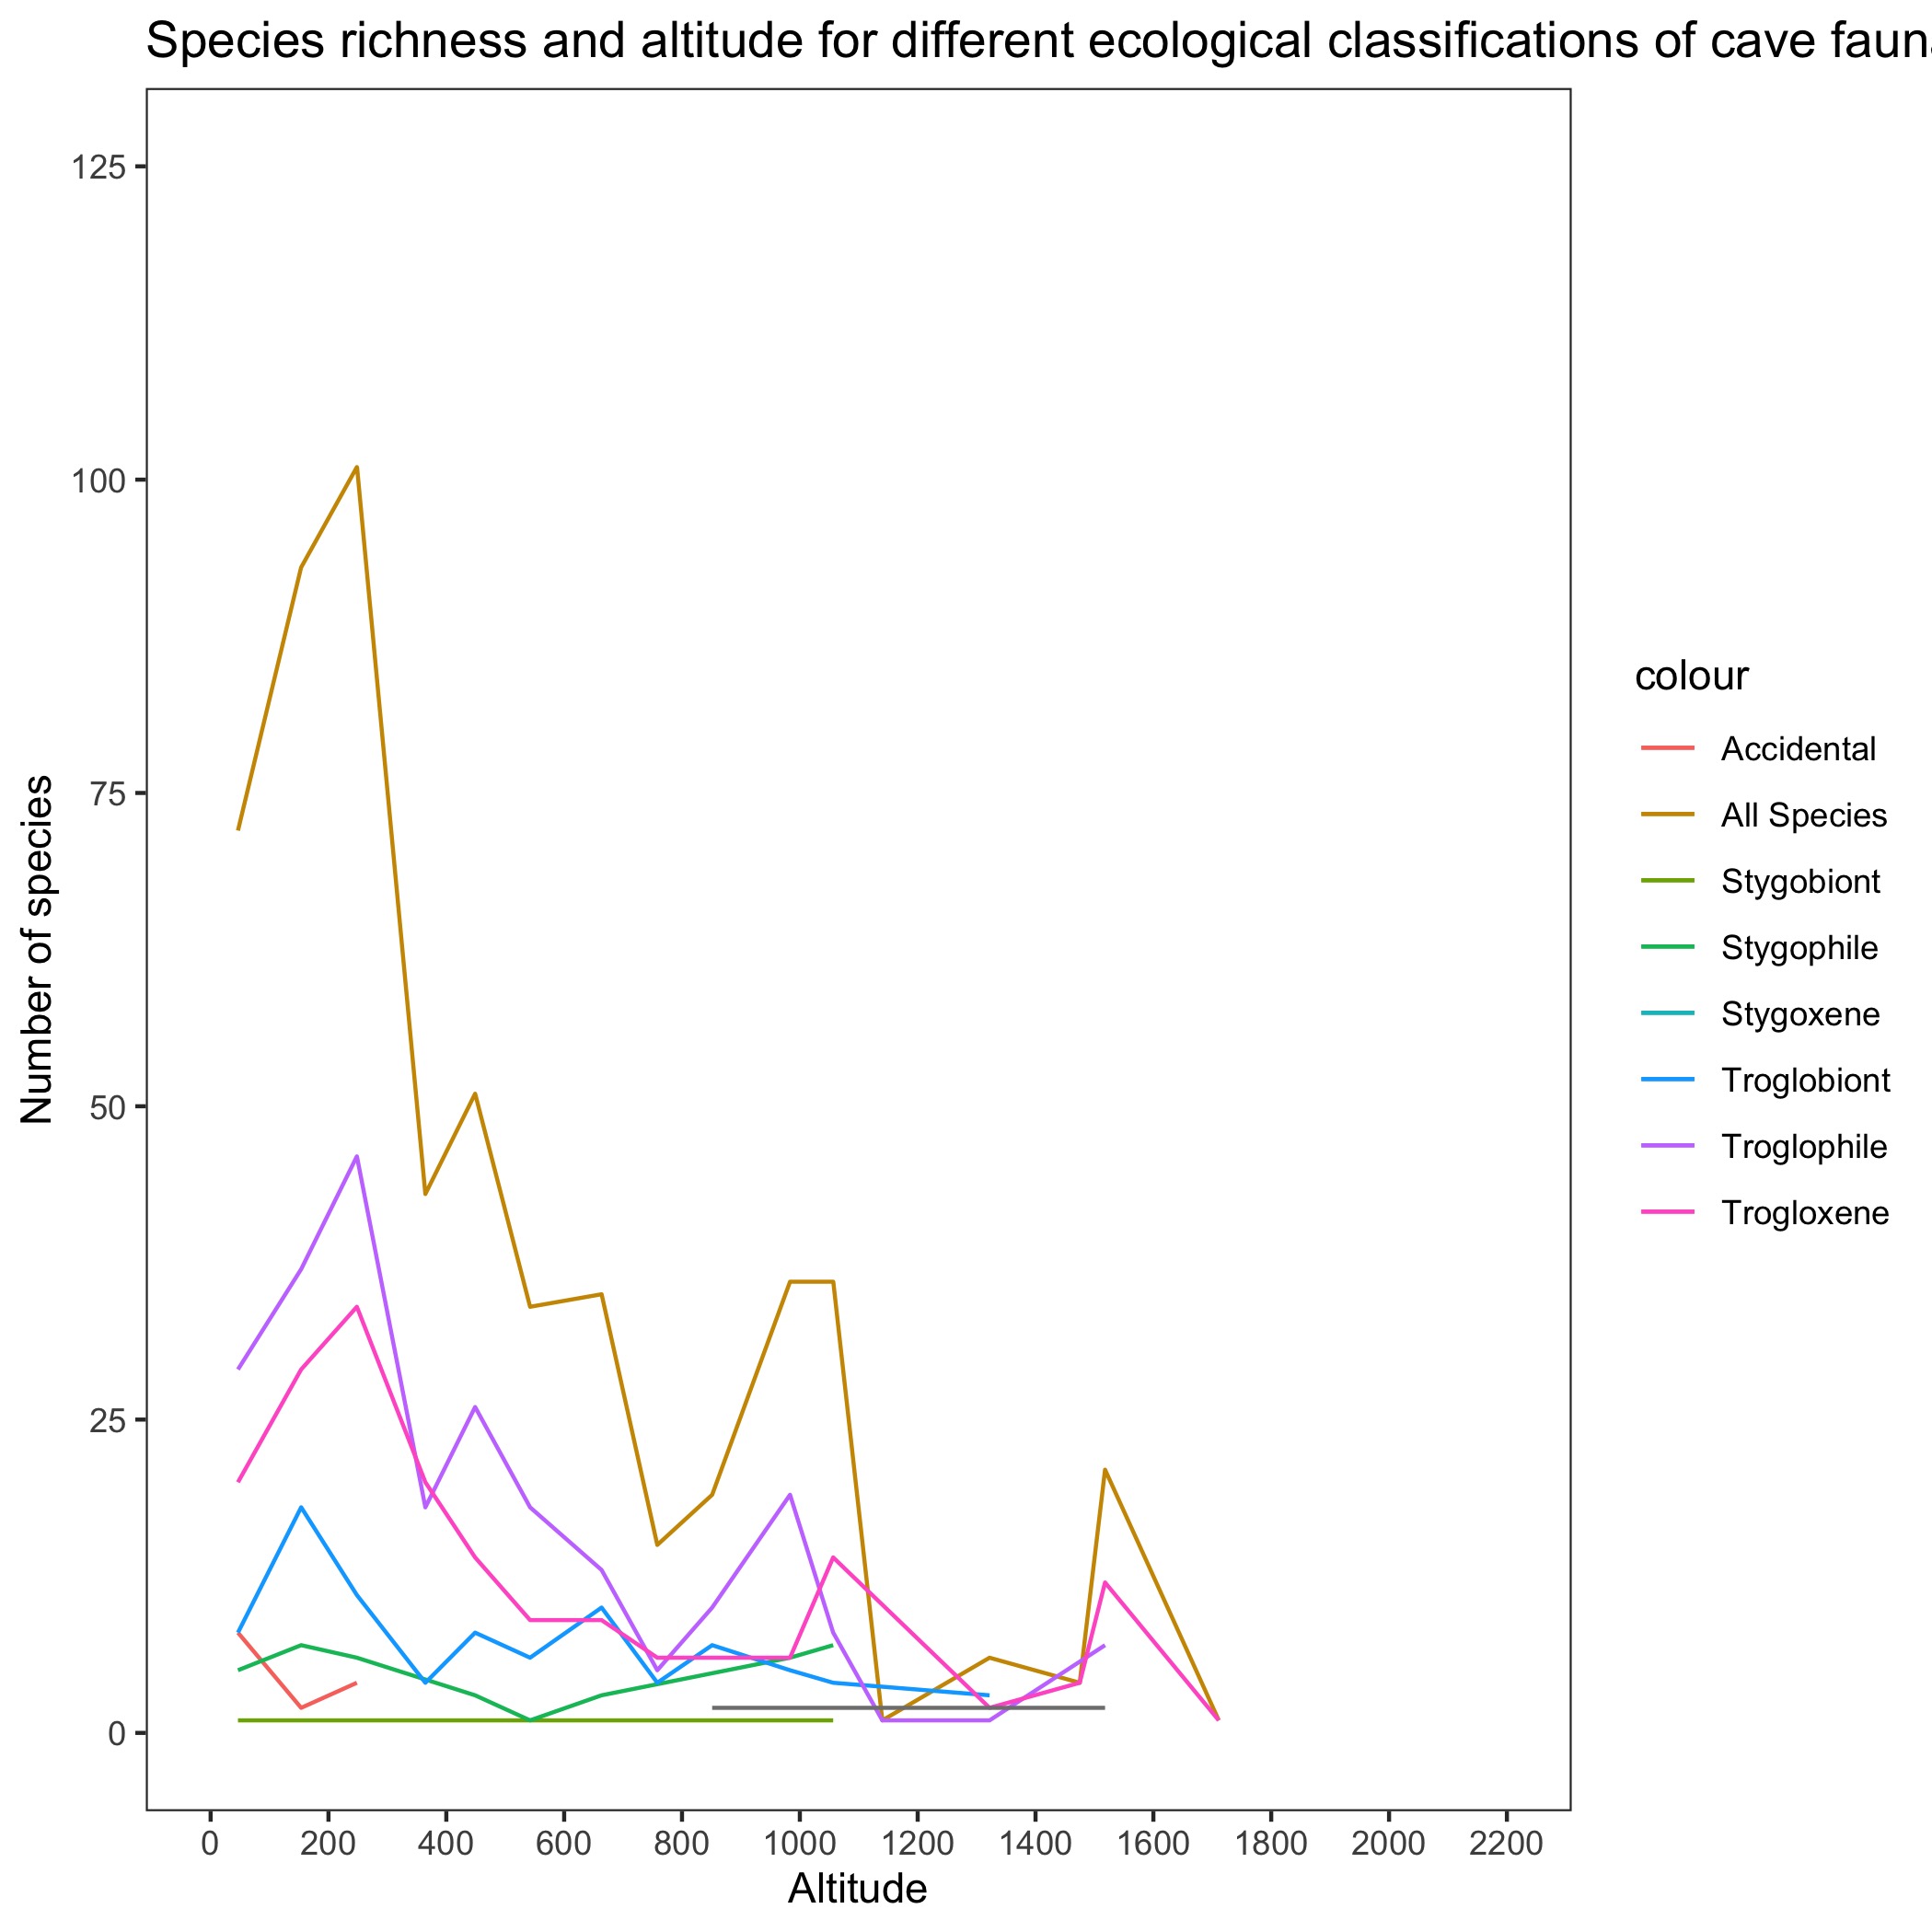 Species richness and altitude for different ecological classifications of cave faun
125
100
75
50
25
0
Number of species
0 200 400 600 800 1000 1200 1400 1600 1800 2000 2200
Altitude
colour
Accidental
All Species
Stygobiont
Stygophile
Stygoxene
Troglobiont
Troglophile
Trogloxene